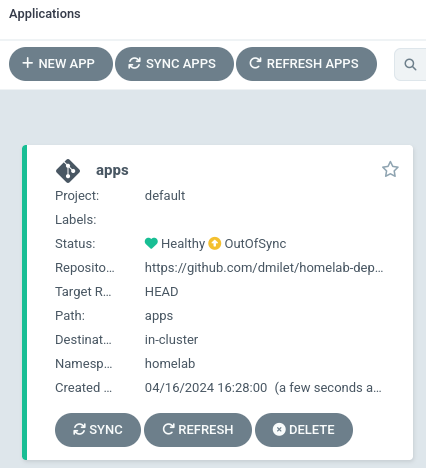 Applications
+ NEW APP SYNC APPS REFRESH APPS
apps
Project: default
Labels:
Status: Healthy OutOfSync
Reposito... https://github.com/dmilet/homelab-dep...
Target R... HEAD
Path: apps
Destinat... in-cluster
Namesp... homelab
Created ... 04/16/2024 16:28:00 (a few seconds a...
SYNC REFRESH DELETE